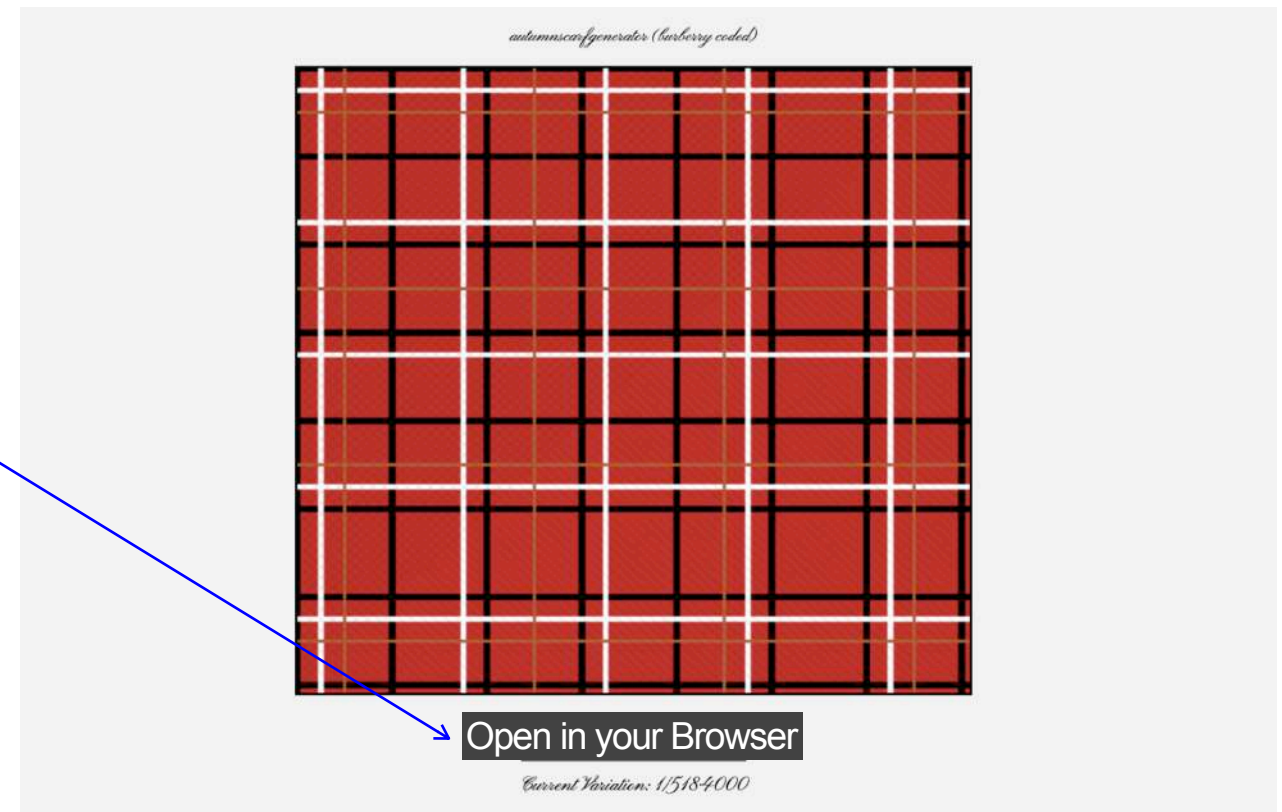 autumnscarfgenerator (burberry coded)
Open in your Browser
Current Variation: 1/5184000